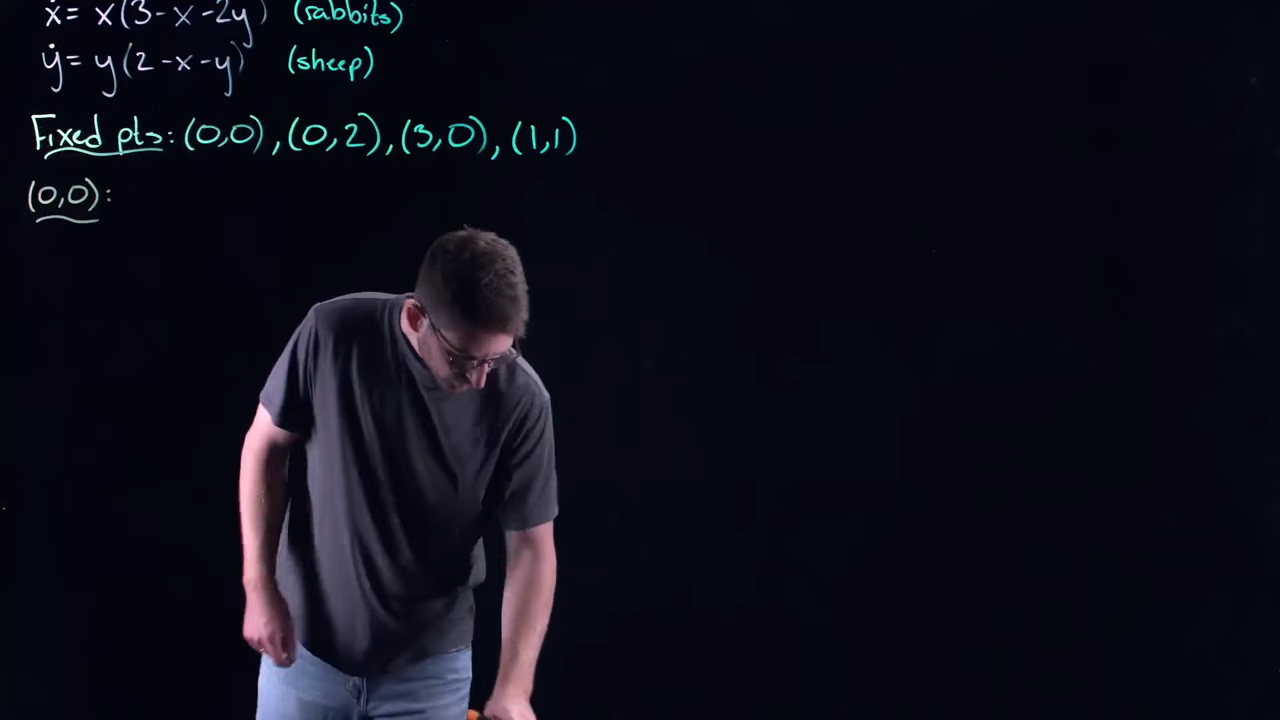 ẋ = x(3-x-2y) (rabbits)
ẏ = y(2-x-y) (sheep)
Fixed pts: (0,0), (0,2), (3,0), (1,1)
(0,0):